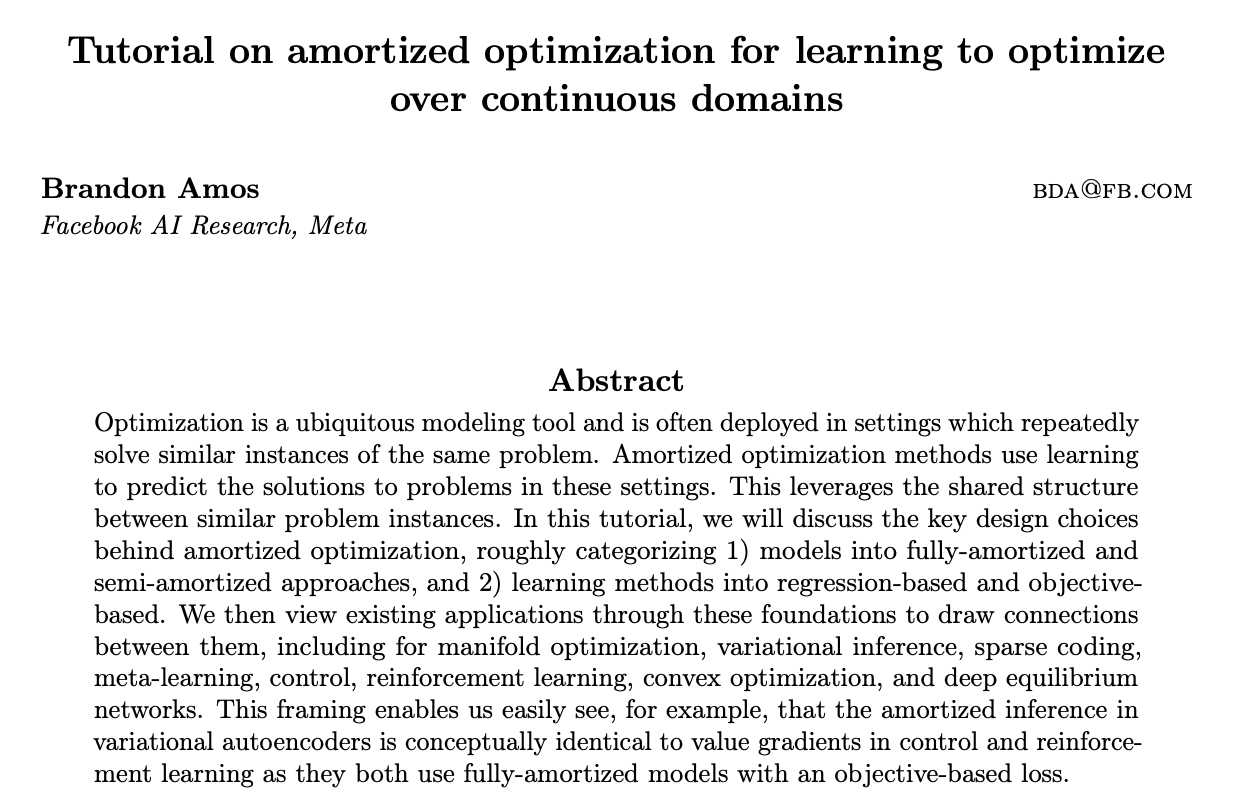 Tutorial on amortized optimization for learning to optimize
over continuous domains
Brandon Amos BDA@FB.COM
Facebook AI Research, Meta
Abstract
Optimization is a ubiquitous modeling tool and is often deployed in settings which repeatedly
solve similar instances of the same problem. Amortized optimization methods use learning
to predict the solutions to problems in these settings. This leverages the shared structure
between similar problem instances. In this tutorial, we will discuss the key design choices
behind amortized optimization, roughly categorizing 1) models into fully-amortized and
semi-amortized approaches, and 2) learning methods into regression-based and objective-
based. We then view existing applications through these foundations to draw connections
between them, including for manifold optimization, variational inference, sparse coding,
meta-learning, control, reinforcement learning, convex optimization, and deep equilibrium
networks. This framing enables us easily see, for example, that the amortized inference in
variational autoencoders is conceptually identical to value gradients in control and reinforce-
ment learning as they both use fully-amortized models with an objective-based loss.